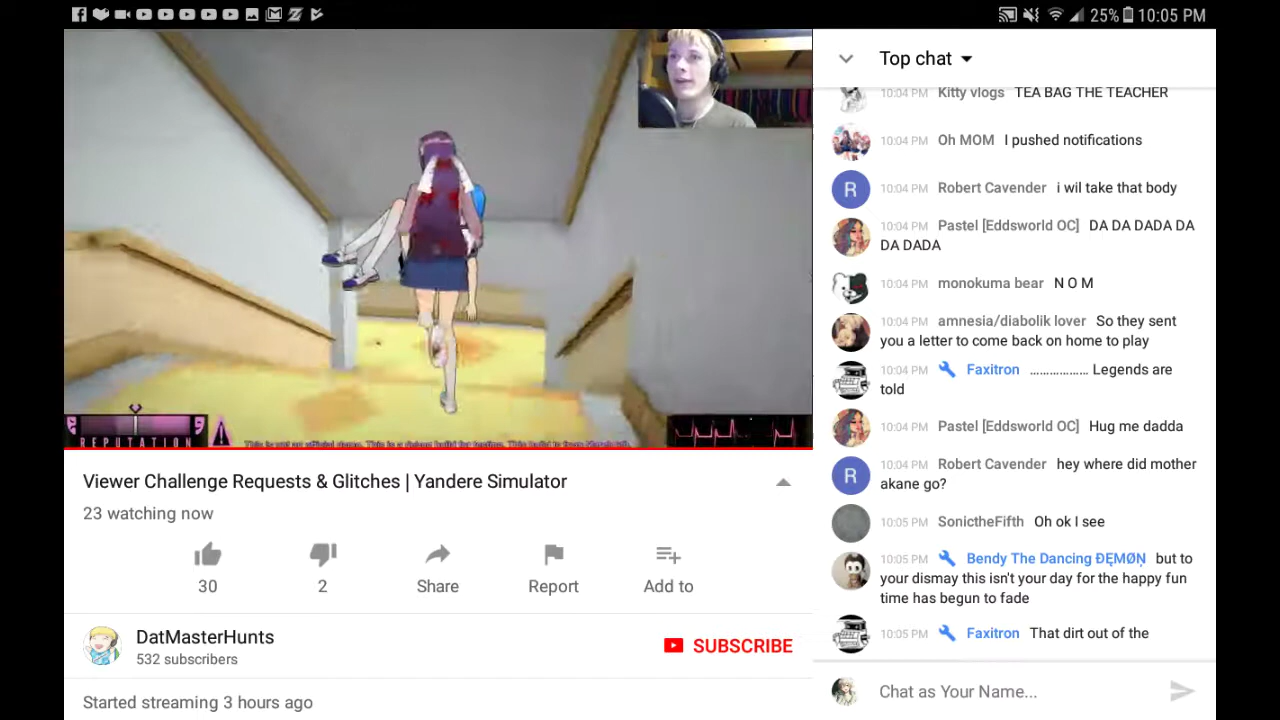 25% 10:05 PM
REPUTATION
Viewer Challenge Requests & Glitches | Yandere Simulator
23 watching now
30
2
Share
Report
Add to
DatMasterHunts
532 subscribers
SUBSCRIBE
Started streaming 3 hours ago
Top chat
10:04 PM Kitty vlogs TEA BAG THE TEACHER
10:04 PM Oh MOM I pushed notifications
R
10:04 PM Robert Cavender i wil take that body
10:04 PM Pastel [Eddsworld OC] DA DA DADA DA
DA DADA
10:04 PM monokuma bear N O M
10:04 PM amnesia/diabolik lover So they sent
you a letter to come back on home to play
10:04 PM Faxitron .................. Legends are
told
10:04 PM Pastel [Eddsworld OC] Hug me dadda
R
10:04 PM Robert Cavender hey where did mother
akane go?
10:05 PM SonictheFifth Oh ok I see
10:05 PM Bendy The Dancing ĐĘMØŅ but to
your dismay this isn't your day for the happy fun
time has begun to fade
10:05 PM Faxitron That dirt out of the
Chat as Your Name...